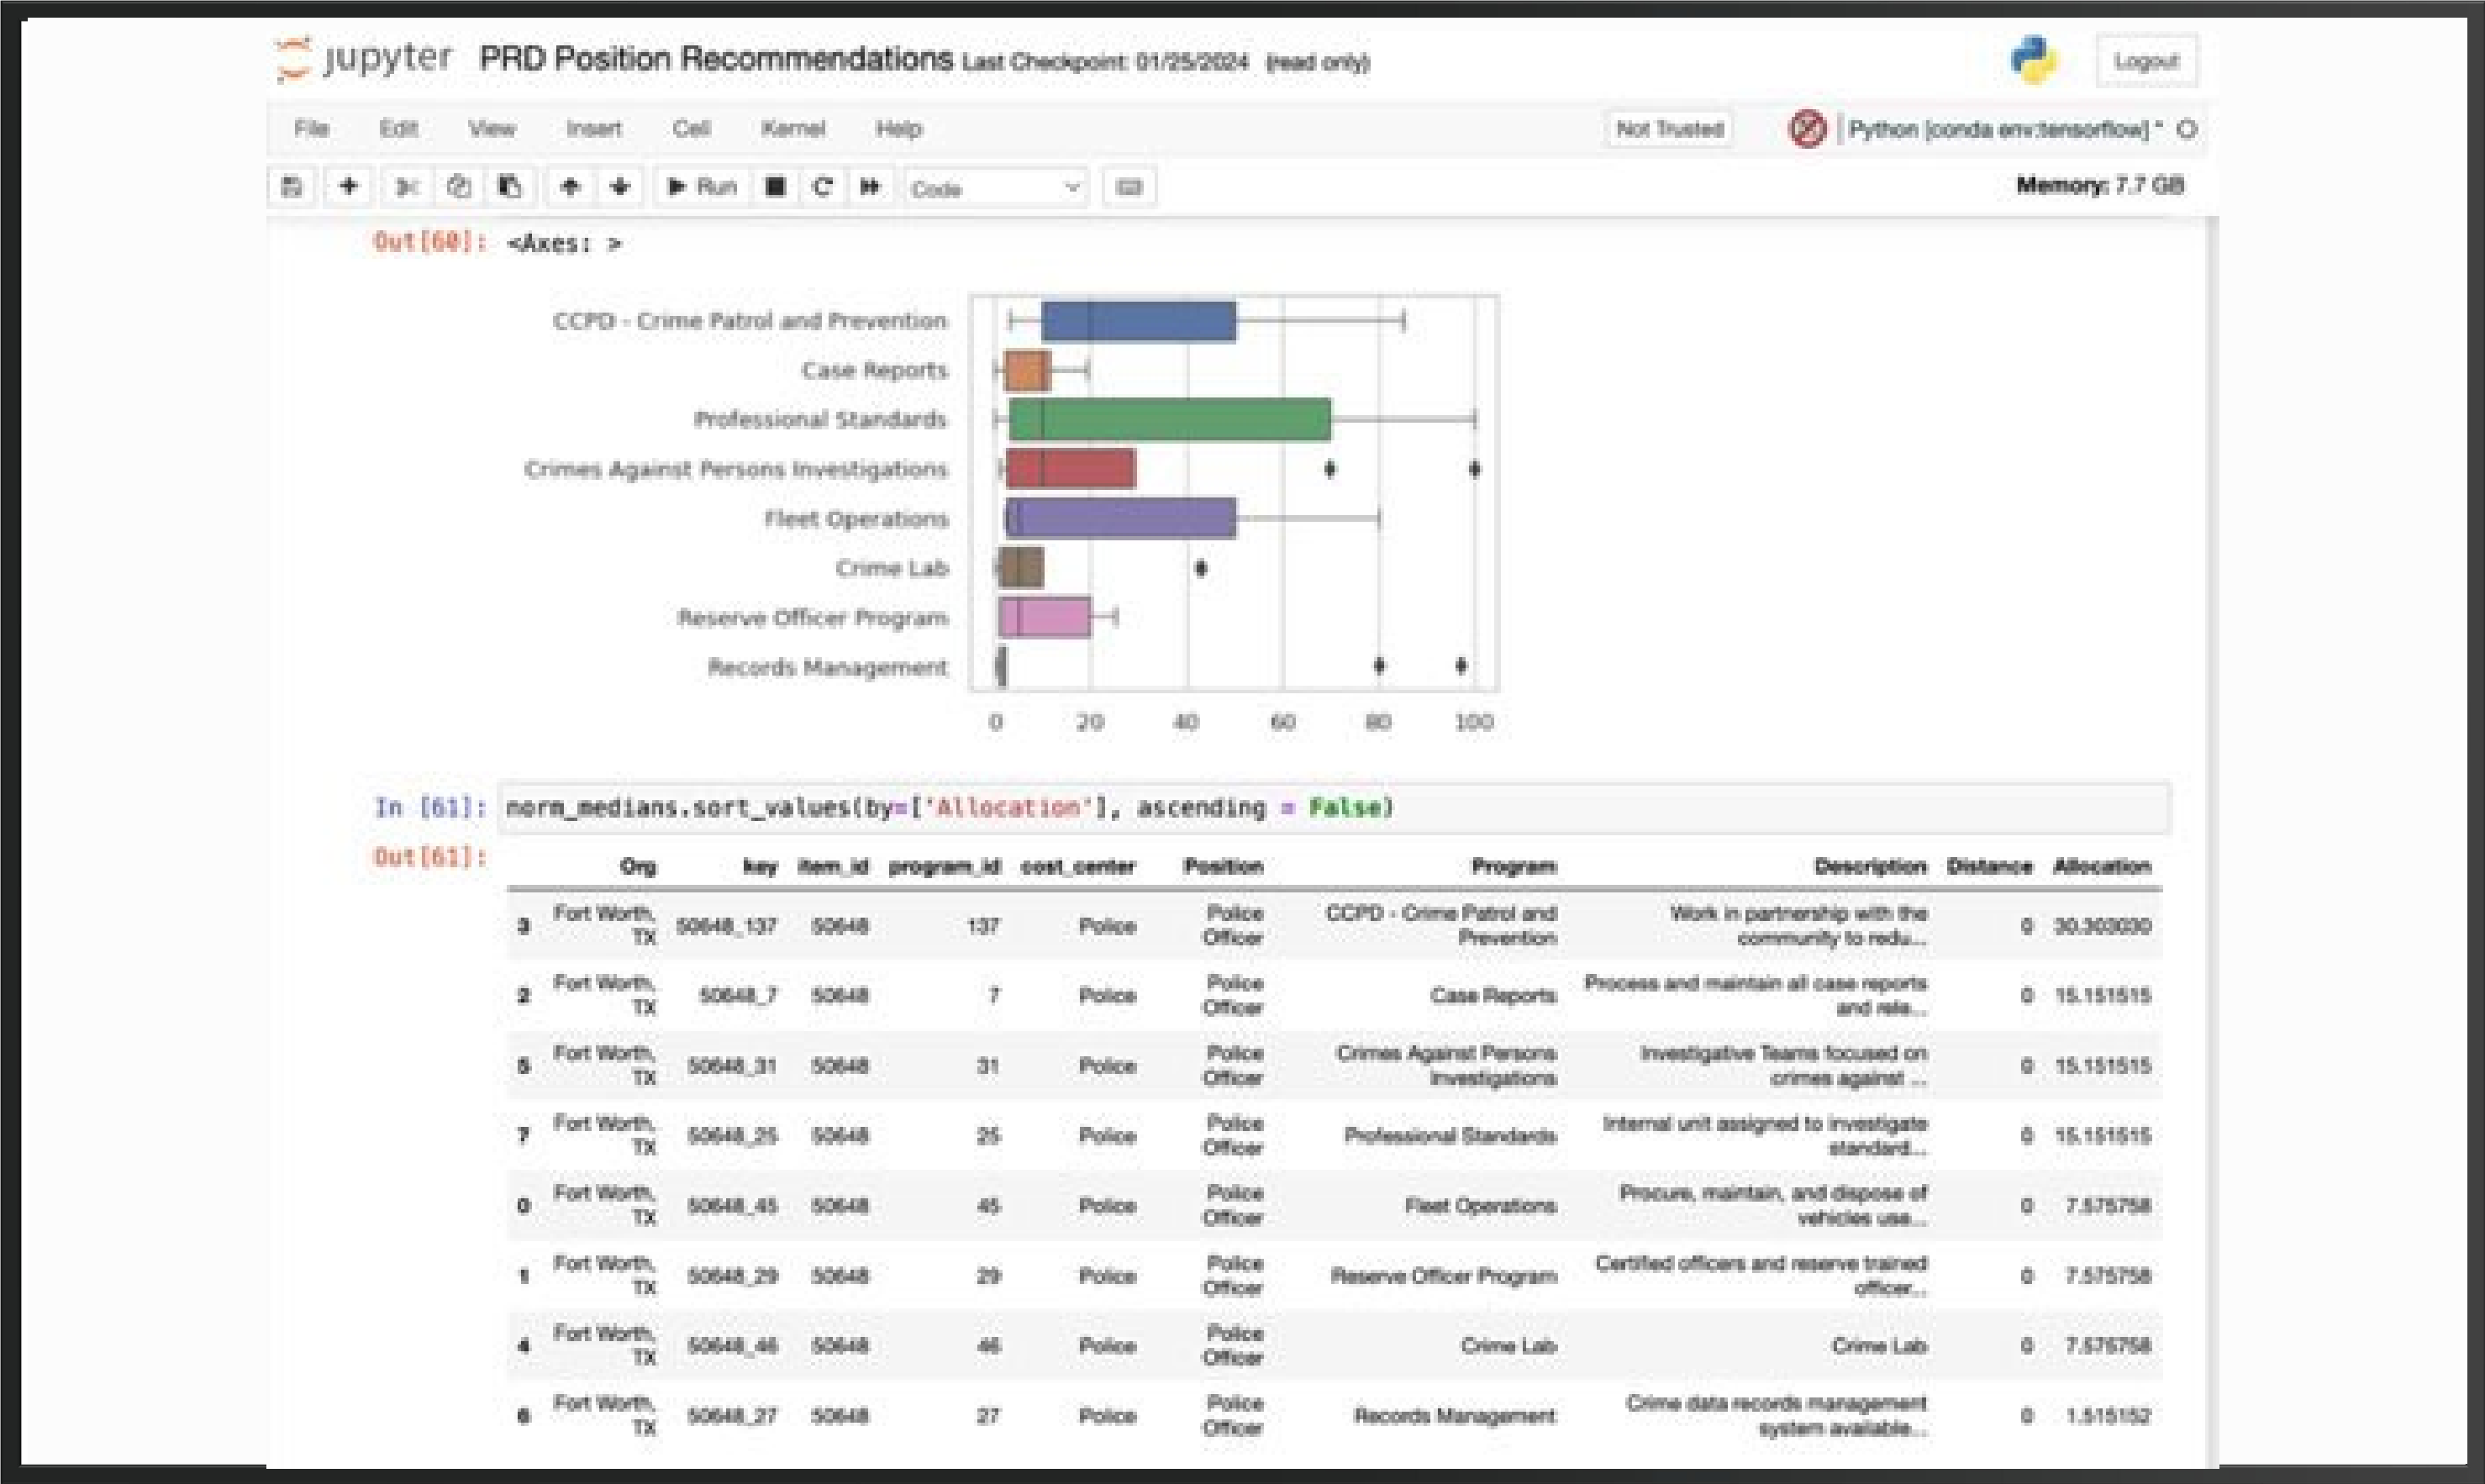 jupyter PRD Position Recommendations Last Checkpoint: 01/25/2024 (read only) Logout
File Edit View Insert Cell Kernel Help Not Trusted Python [conda env:tensorflow] *
Run Code Memory: 7.7 GB
Out[60]: <Axes: >
CCPD - Crime Patrol and Prevention
Case Reports
Professional Standards
Crimes Against Persons Investigations
Fleet Operations
Crime Lab
Reserve Officer Program
Records Management
0 20 40 60 80 100
In [61]: norm_medians.sort_values(by=['Allocation'], ascending = False)
Out[61]:
Org key item_id program_id cost_center Position Program Description Distance Allocation
3 Fort Worth, TX 50648_137 50648 137 Police Police Officer CCPD - Crime Patrol and Prevention Work in partnership with the community to redu... 0 30.303030
2 Fort Worth, TX 50648_7 50648 7 Police Police Officer Case Reports Process and maintain all case reports and rele... 0 15.151515
5 Fort Worth, TX 50648_31 50648 31 Police Police Officer Crimes Against Persons Investigations Investigative Teams focused on crimes against ... 0 15.151515
7 Fort Worth, TX 50648_25 50648 25 Police Police Officer Professional Standards Internal unit assigned to investigate standard... 0 15.151515
0 Fort Worth, TX 50648_45 50648 45 Police Police Officer Fleet Operations Procure, maintain, and dispose of vehicles use... 0 7.575758
1 Fort Worth, TX 50648_29 50648 29 Police Police Officer Reserve Officer Program Certified officers and reserve trained officer... 0 7.575758
4 Fort Worth, TX 50648_46 50648 46 Police Police Officer Crime Lab Crime Lab 0 7.575758
6 Fort Worth, TX 50648_27 50648 27 Police Police Officer Records Management Crime data records management system available... 0 1.515152